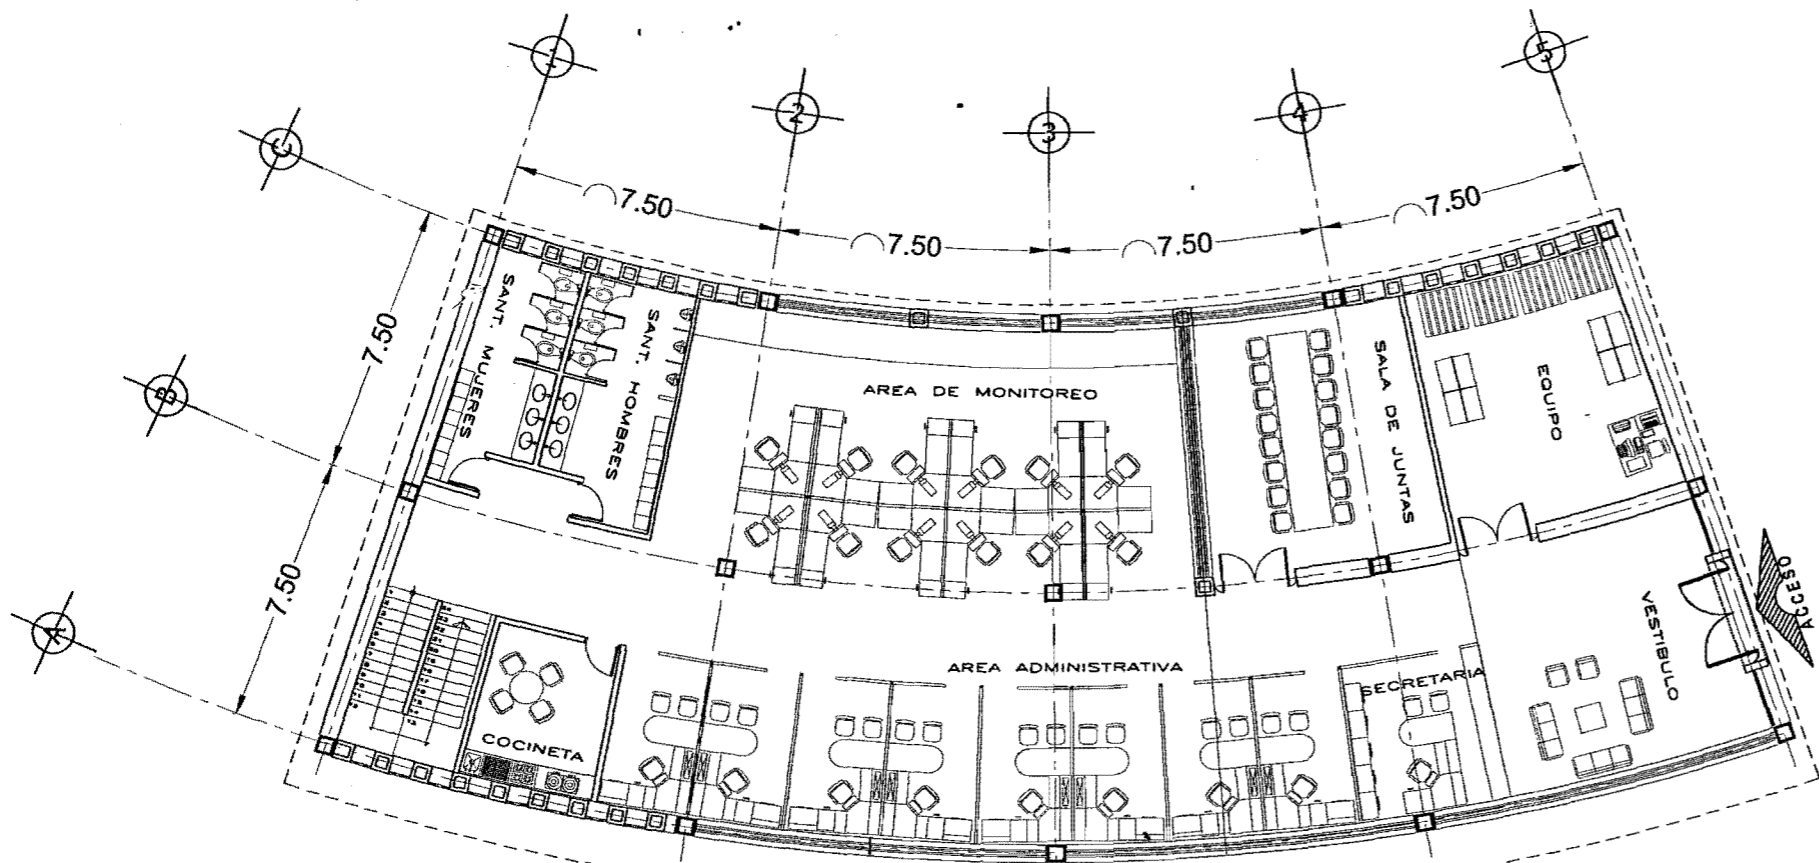 1
2
3
4
5
C
B
A
7.50
7.50
7.50
7.50
7.50
7.50
SANT. MUJERES
SANT. HOMBRES
AREA DE MONITOREO
SALA DE JUNTAS
EQUIPO
ACCESO
VESTIBULO
AREA ADMINISTRATIVA
SECRETARIA
COCINETA